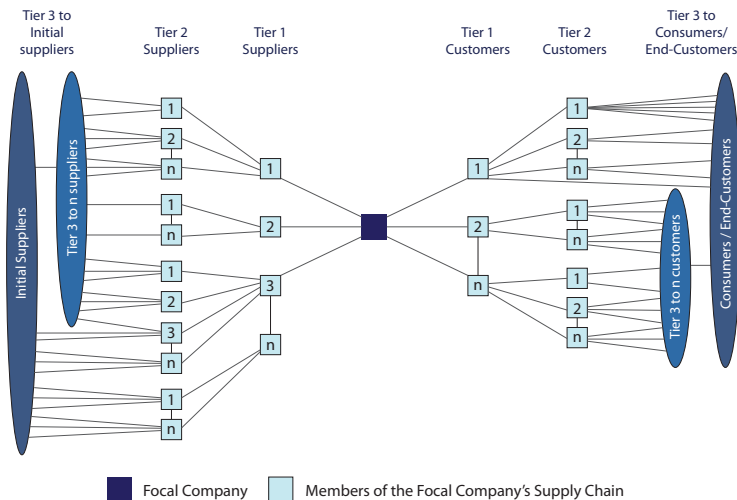 Tier 3 to
Initial
suppliers
Tier 2
Suppliers
Tier 1
Suppliers
Tier 1
Customers
Tier 2
Customers
Tier 3 to
Consumers/
End-Customers
Initial Suppliers
Tier 3 to n suppliers
1
2
n
1
n
1
2
3
n
1
n
1
2
3
n
1
2
n
1
2
n
1
n
1
2
n
Tier 3 to n customers
Consumers / End-Customers
Focal Company
Members of the Focal Company's Supply Chain